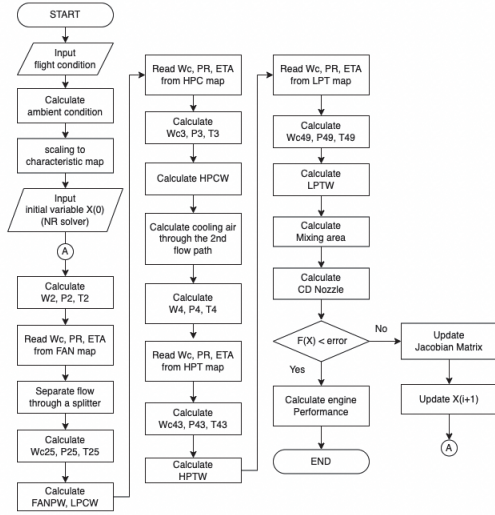 START
Input
flight condition
Calculate
ambient condition
scaling to
characteristic map
Input
initial variable X(0)
(NR solver)
A
Calculate
W2, P2, T2
Read Wc, PR, ETA
from FAN map
Separate flow
through a splitter
Calculate
Wc25, P25, T25
Calculate
FANPW, LPCW
Read Wc, PR, ETA
from HPC map
Calculate
Wc3, P3, T3
Calculate HPCW
Calculate cooling air
through the 2nd
flow path
Calculate
W4, P4, T4
Read Wc, PR, ETA
from HPT map
Calculate
Wc43, P43, T43
Calculate
HPTW
Read Wc, PR, ETA
from LPT map
Calculate
Wc49, P49, T49
Calculate
LPTW
Calculate
Mixing area
Calculate
CD Nozzle
F(X) < error
No
Yes
Calculate engine
Performance
END
Update
Jacobian Matrix
Update X(i+1)
A